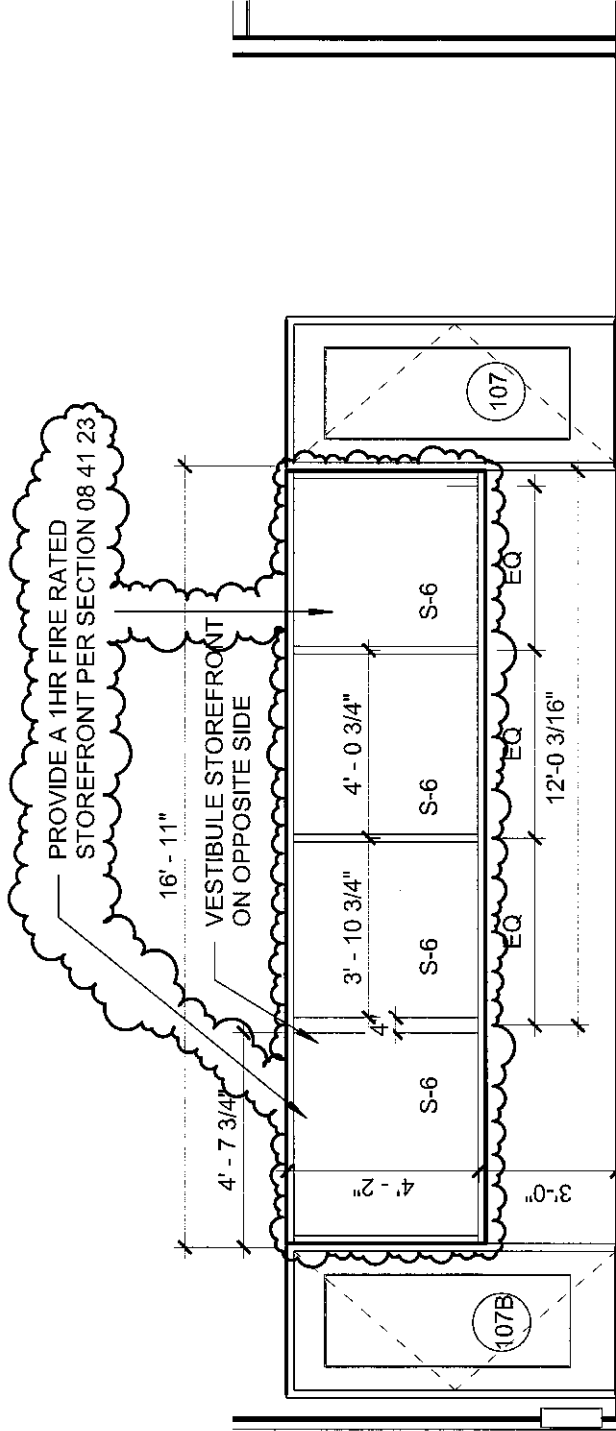 PROVIDE A 1HR FIRE RATED
STOREFRONT PER SECTION 08 41 23
16' - 11"
VESTIBULE STOREFRONT
ON OPPOSITE SIDE
4' - 7 3/4"
4"
3' - 10 3/4"
4' - 0 3/4"
4' - 2"
3'-0"
S-6
S-6
S-6
S-6
EQ
EQ
EQ
12'-0 3/16"
107B
107